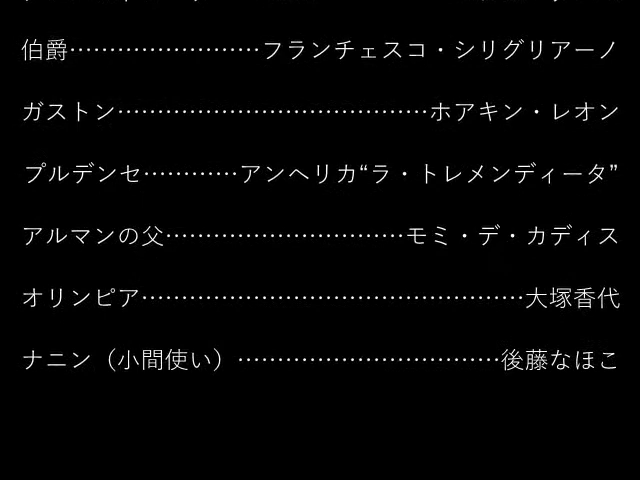 伯爵………………………フランチェスコ・シリグリアーノ
ガストン…………………………………ホアキン・レオン
プルデンセ…………アンヘリカ“ラ・トレメンディータ”
アルマンの父…………………………モミ・デ・カディス
オリンピア…………………………………………大塚香代
ナニン（小間使い）……………………………後藤なほこ